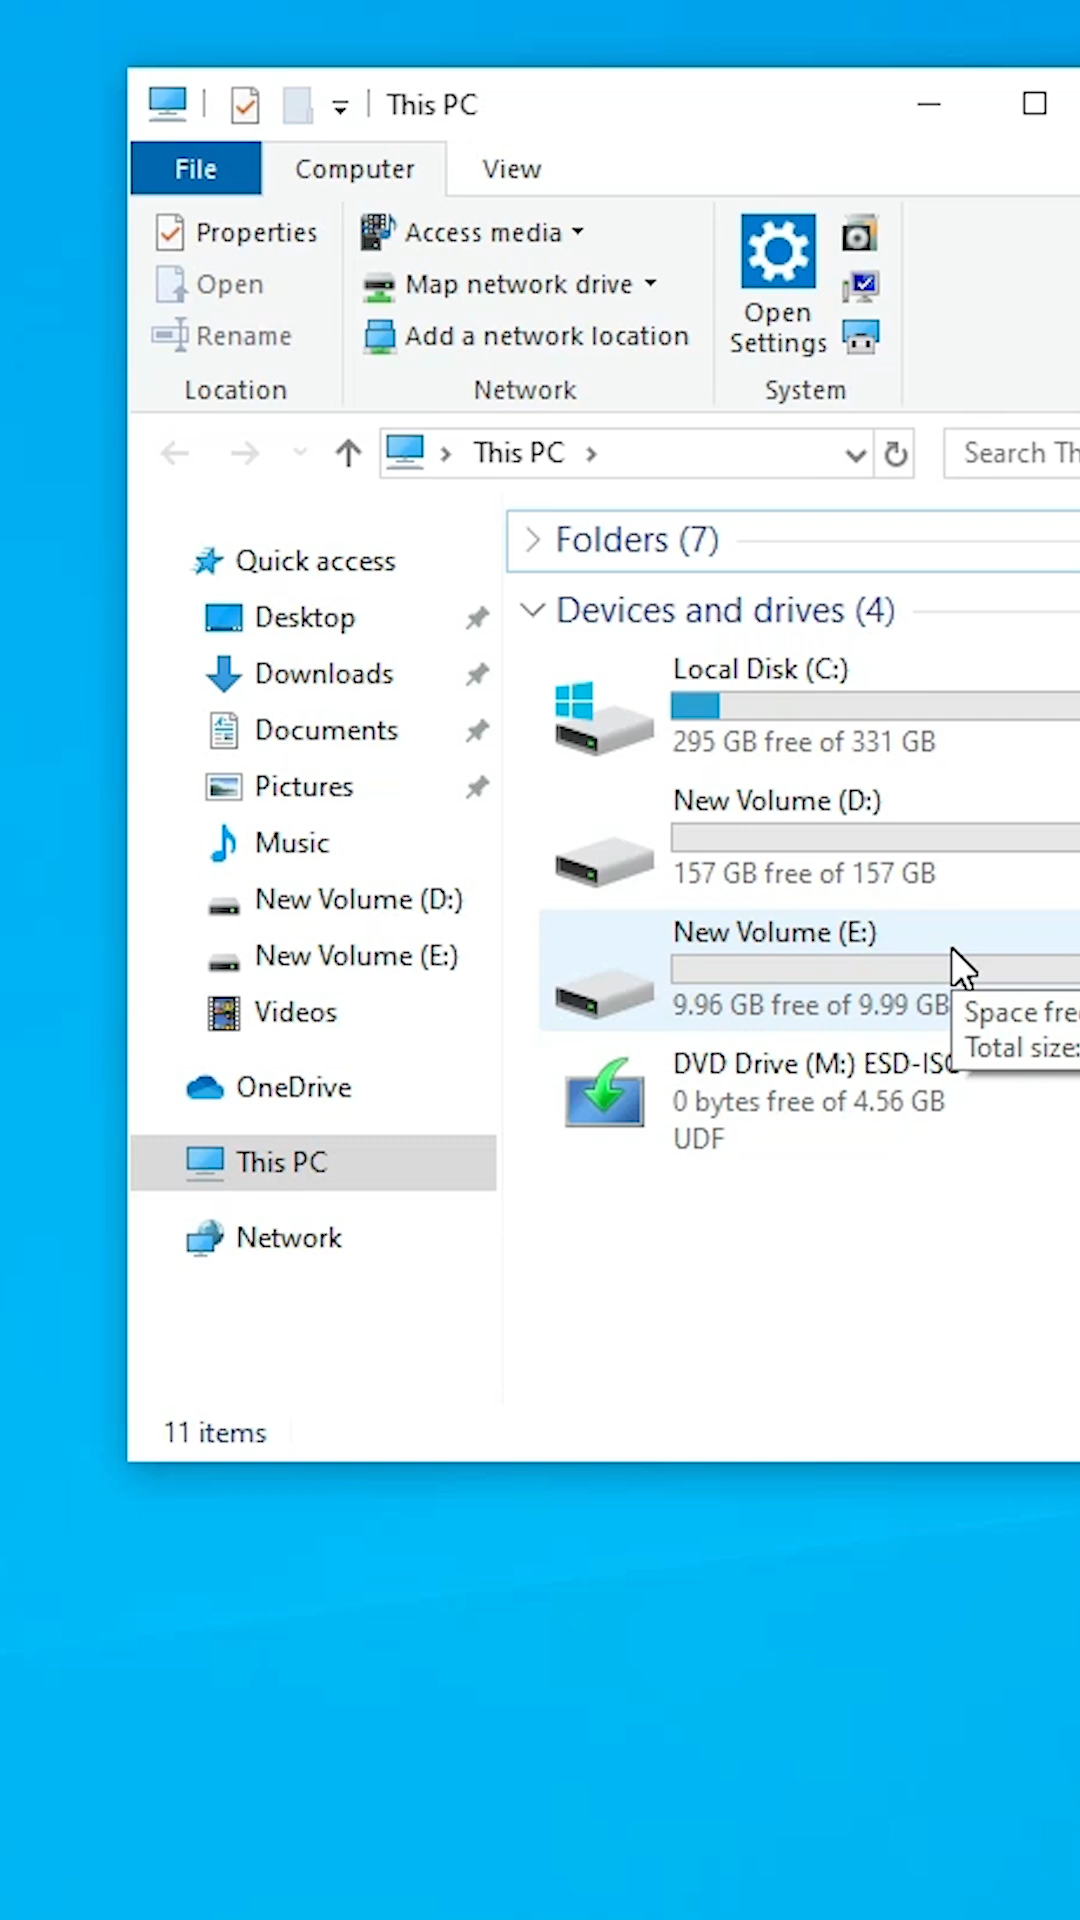 This PC
File
Computer
View
Properties
Open
Rename
Location
Access media
Map network drive
Add a network location
Network
Open
Settings
System
This PC
Search Th
Quick access
Desktop
Downloads
Documents
Pictures
Music
New Volume (D:)
New Volume (E:)
Videos
OneDrive
This PC
Network
Folders (7)
Devices and drives (4)
Local Disk (C:)
295 GB free of 331 GB
New Volume (D:)
157 GB free of 157 GB
New Volume (E:)
9.96 GB free of 9.99 GB
Space fre
Total size:
DVD Drive (M:) ESD-ISO
0 bytes free of 4.56 GB
UDF
11 items